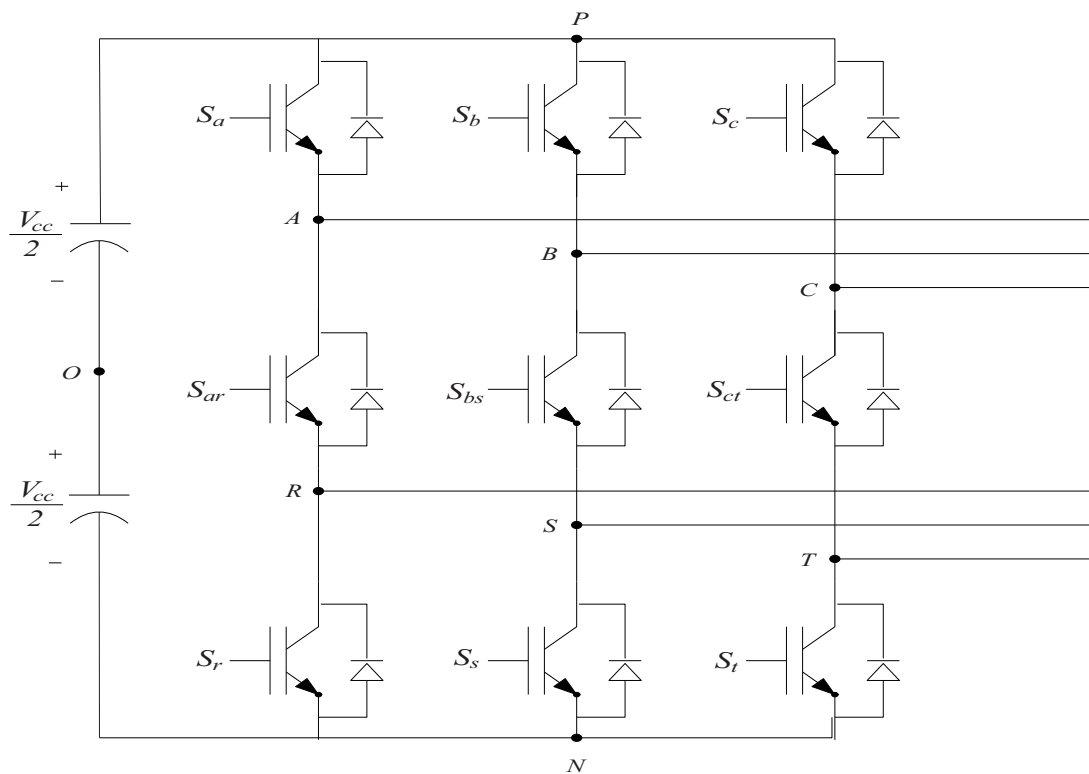 P
S_a
S_b
S_c
+
V_cc/2
−
A
B
C
O
S_ar
S_bs
S_ct
+
V_cc/2
−
R
S
T
S_r
S_s
S_t
N